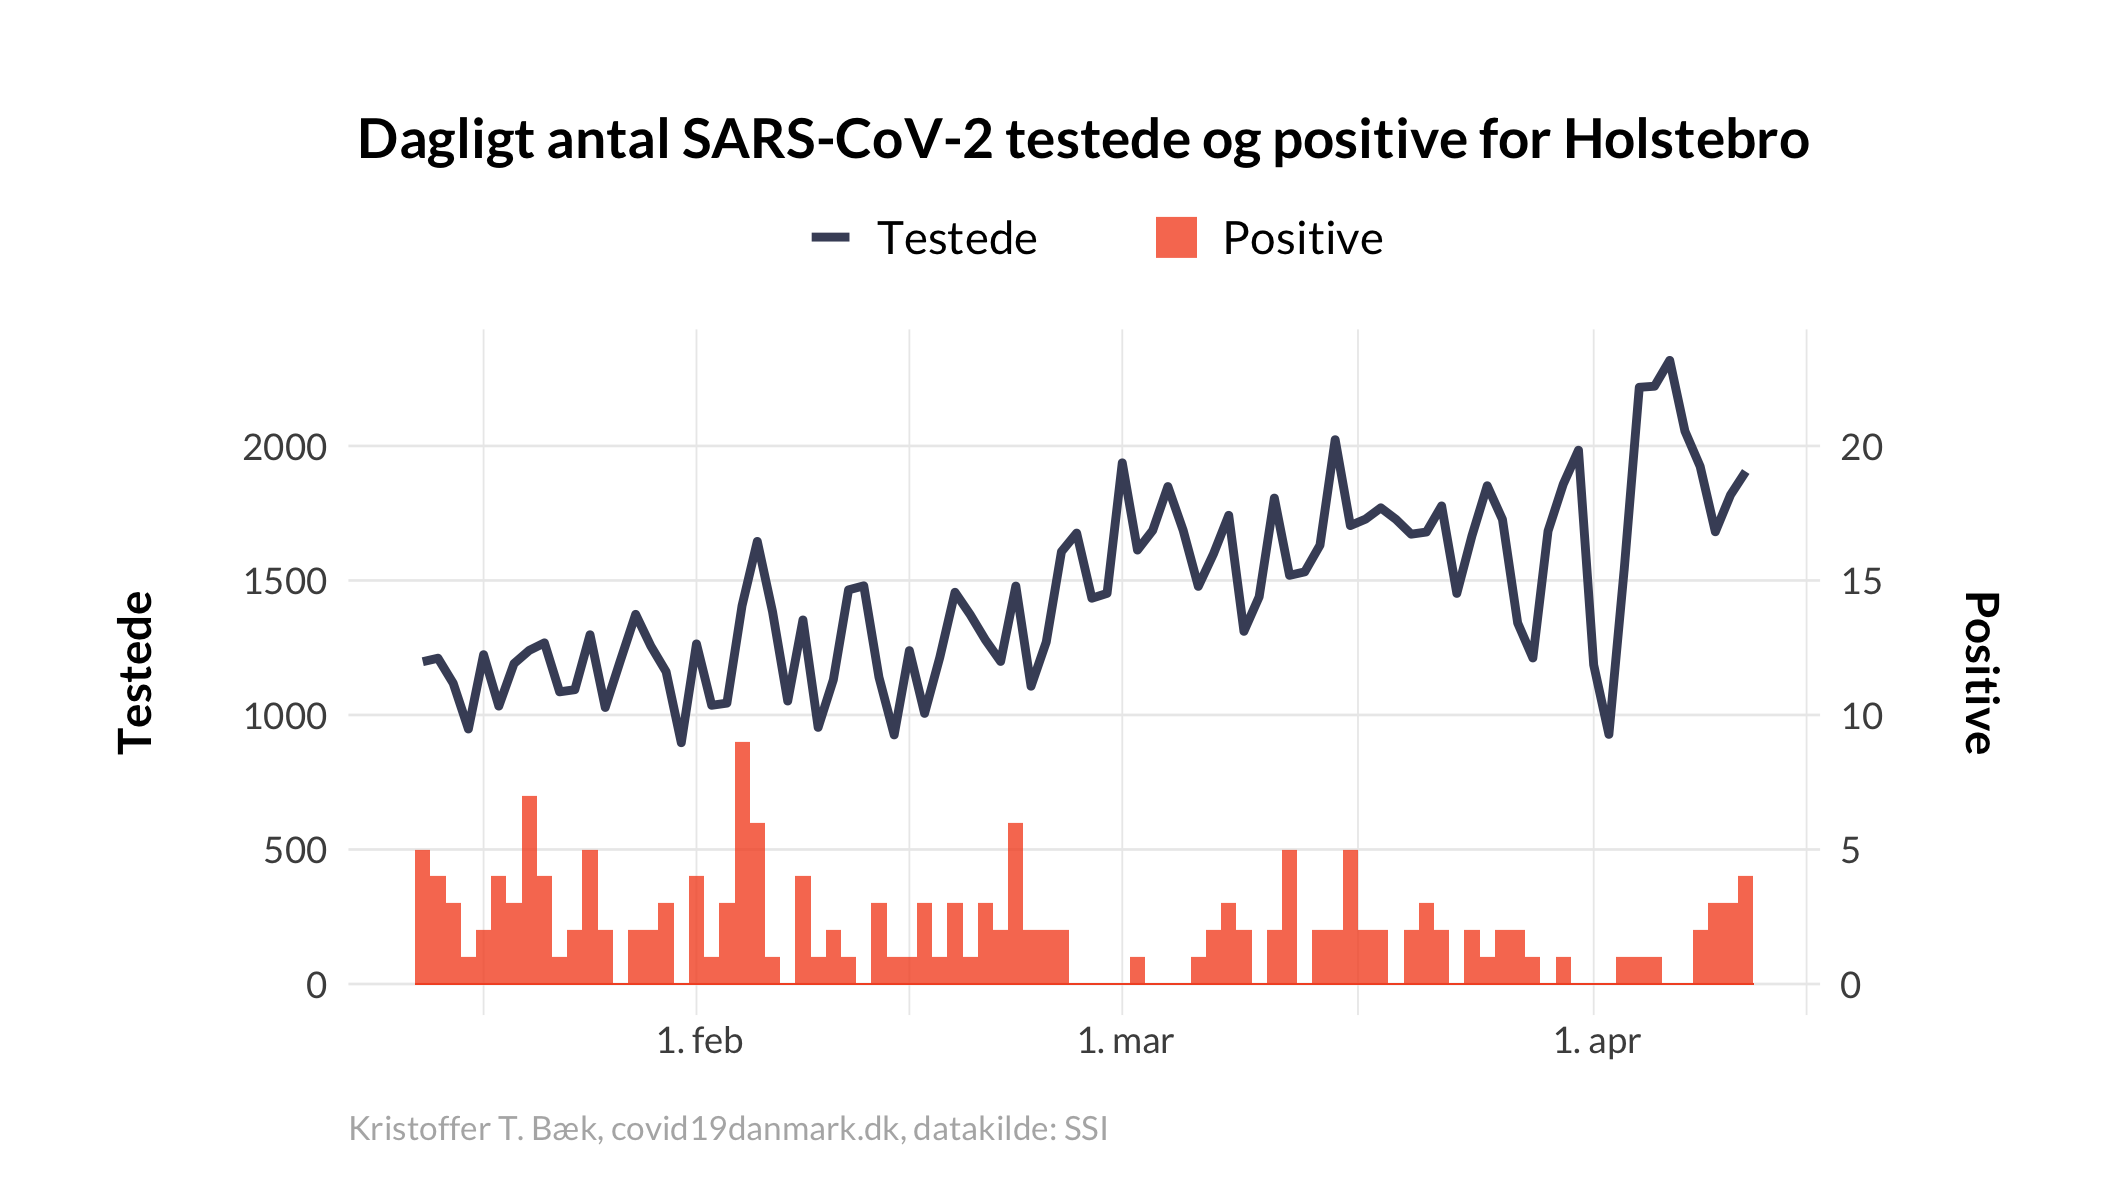 Dagligt antal SARS-CoV-2 testede og positive for Holstebro
Testede
Positive
2000
1500
1000
500
0
Testede
20
15
10
5
0
Positive
1. feb
1. mar
1. apr
Kristoffer T. Bæk, covid19danmark.dk, datakilde: SSI